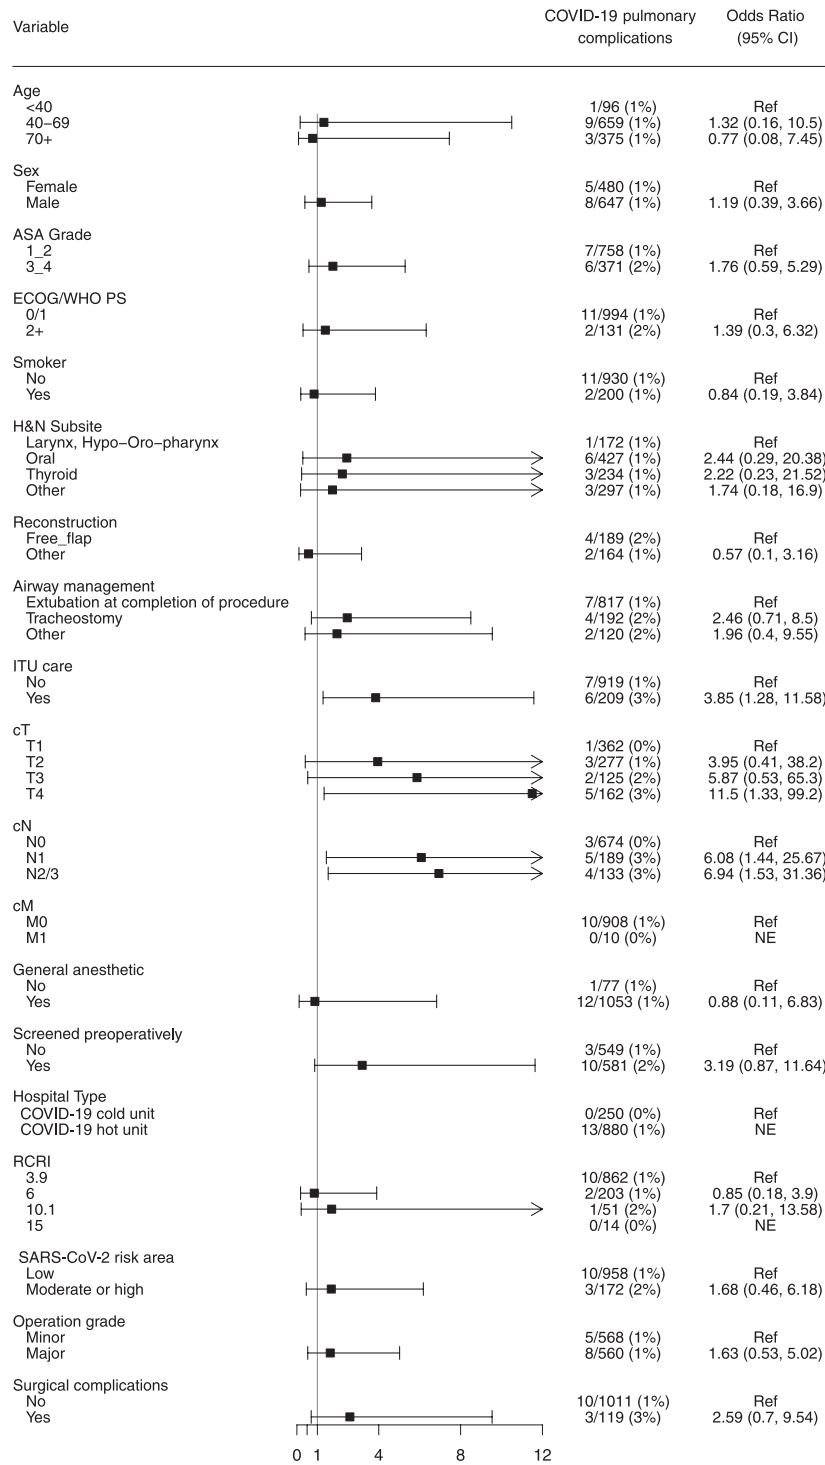 Variable COVID-19 pulmonary complications Odds Ratio (95% CI)
Age
<40 1/96 (1%) Ref
40−69 9/659 (1%) 1.32 (0.16, 10.5)
70+ 3/375 (1%) 0.77 (0.08, 7.45)
Sex
Female 5/480 (1%) Ref
Male 8/647 (1%) 1.19 (0.39, 3.66)
ASA Grade
1_2 7/758 (1%) Ref
3_4 6/371 (2%) 1.76 (0.59, 5.29)
ECOG/WHO PS
0/1 11/994 (1%) Ref
2+ 2/131 (2%) 1.39 (0.3, 6.32)
Smoker
No 11/930 (1%) Ref
Yes 2/200 (1%) 0.84 (0.19, 3.84)
H&N Subsite
Larynx, Hypo−Oro−pharynx 1/172 (1%) Ref
Oral 6/427 (1%) 2.44 (0.29, 20.38)
Thyroid 3/234 (1%) 2.22 (0.23, 21.52)
Other 3/297 (1%) 1.74 (0.18, 16.9)
Reconstruction
Free_flap 4/189 (2%) Ref
Other 2/164 (1%) 0.57 (0.1, 3.16)
Airway management
Extubation at completion of procedure 7/817 (1%) Ref
Tracheostomy 4/192 (2%) 2.46 (0.71, 8.5)
Other 2/120 (2%) 1.96 (0.4, 9.55)
ITU care
No 7/919 (1%) Ref
Yes 6/209 (3%) 3.85 (1.28, 11.58)
cT
T1 1/362 (0%) Ref
T2 3/277 (1%) 3.95 (0.41, 38.2)
T3 2/125 (2%) 5.87 (0.53, 65.3)
T4 5/162 (3%) 11.5 (1.33, 99.2)
cN
N0 3/674 (0%) Ref
N1 5/189 (3%) 6.08 (1.44, 25.67)
N2/3 4/133 (3%) 6.94 (1.53, 31.36)
cM
M0 10/908 (1%) Ref
M1 0/10 (0%) NE
General anesthetic
No 1/77 (1%) Ref
Yes 12/1053 (1%) 0.88 (0.11, 6.83)
Screened preoperatively
No 3/549 (1%) Ref
Yes 10/581 (2%) 3.19 (0.87, 11.64)
Hospital Type
COVID-19 cold unit 0/250 (0%) Ref
COVID-19 hot unit 13/880 (1%) NE
RCRI
3.9 10/862 (1%) Ref
6 2/203 (1%) 0.85 (0.18, 3.9)
10.1 1/51 (2%) 1.7 (0.21, 13.58)
15 0/14 (0%) NE
SARS-CoV-2 risk area
Low 10/958 (1%) Ref
Moderate or high 3/172 (2%) 1.68 (0.46, 6.18)
Operation grade
Minor 5/568 (1%) Ref
Major 8/560 (1%) 1.63 (0.53, 5.02)
Surgical complications
No 10/1011 (1%) Ref
Yes 3/119 (3%) 2.59 (0.7, 9.54)
0 1 4 8 12